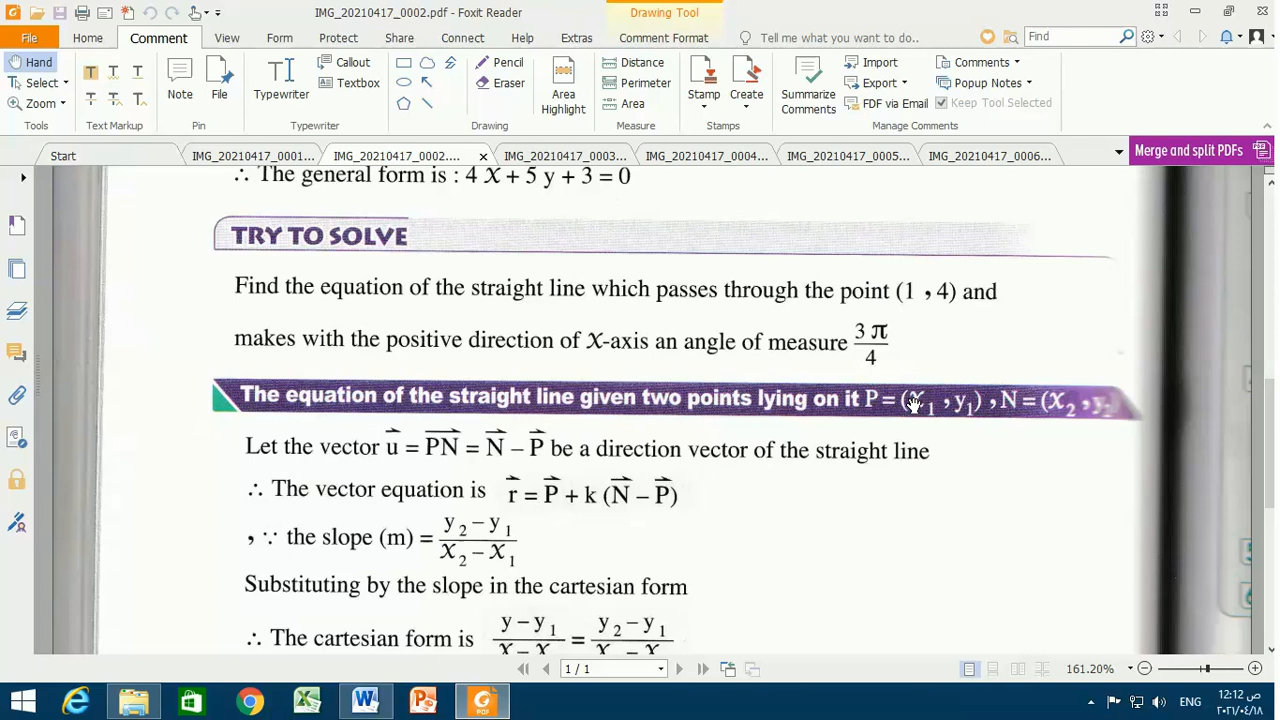 IMG_20210417_0002.pdf - Foxit Reader
Drawing Tool
File Home Comment View Form Protect Share Connect Help Extras Comment Format Tell me what you want to do... Find
Hand
Select
Zoom
Tools
Text Markup
Note
File
Pin
Typewriter
Callout
Textbox
Typewriter
Pencil
Eraser
Area Highlight
Drawing
Distance
Perimeter
Area
Measure
Stamp
Create
Stamps
Summarize Comments
Import
Export
FDF via Email
Comments
Popup Notes
Keep Tool Selected
Manage Comments
Start IMG_20210417_0001... IMG_20210417_0002.... IMG_20210417_0003... IMG_20210417_0004... IMG_20210417_0005... IMG_20210417_0006... Merge and split PDFs
∴ The general form is : 4 X + 5 y + 3 = 0
TRY TO SOLVE
Find the equation of the straight line which passes through the point (1 , 4) and
makes with the positive direction of X-axis an angle of measure 3 π / 4
The equation of the straight line given two points lying on it P = (x₁ , y₁) , N = (x₂ , y₂
Let the vector u⃗ = PN⃗ = N⃗ – P⃗ be a direction vector of the straight line
∴ The vector equation is r⃗ = P⃗ + k (N⃗ – P⃗)
, ∵ the slope (m) = (y₂ – y₁) / (x₂ – x₁)
Substituting by the slope in the cartesian form
∴ The cartesian form is (y – y₁) / (x – x = (y₂ – y₁) / (x – x
1 / 1
161.20%
ENG
12:12 ص
٢٠٢١/٠٤/١٨